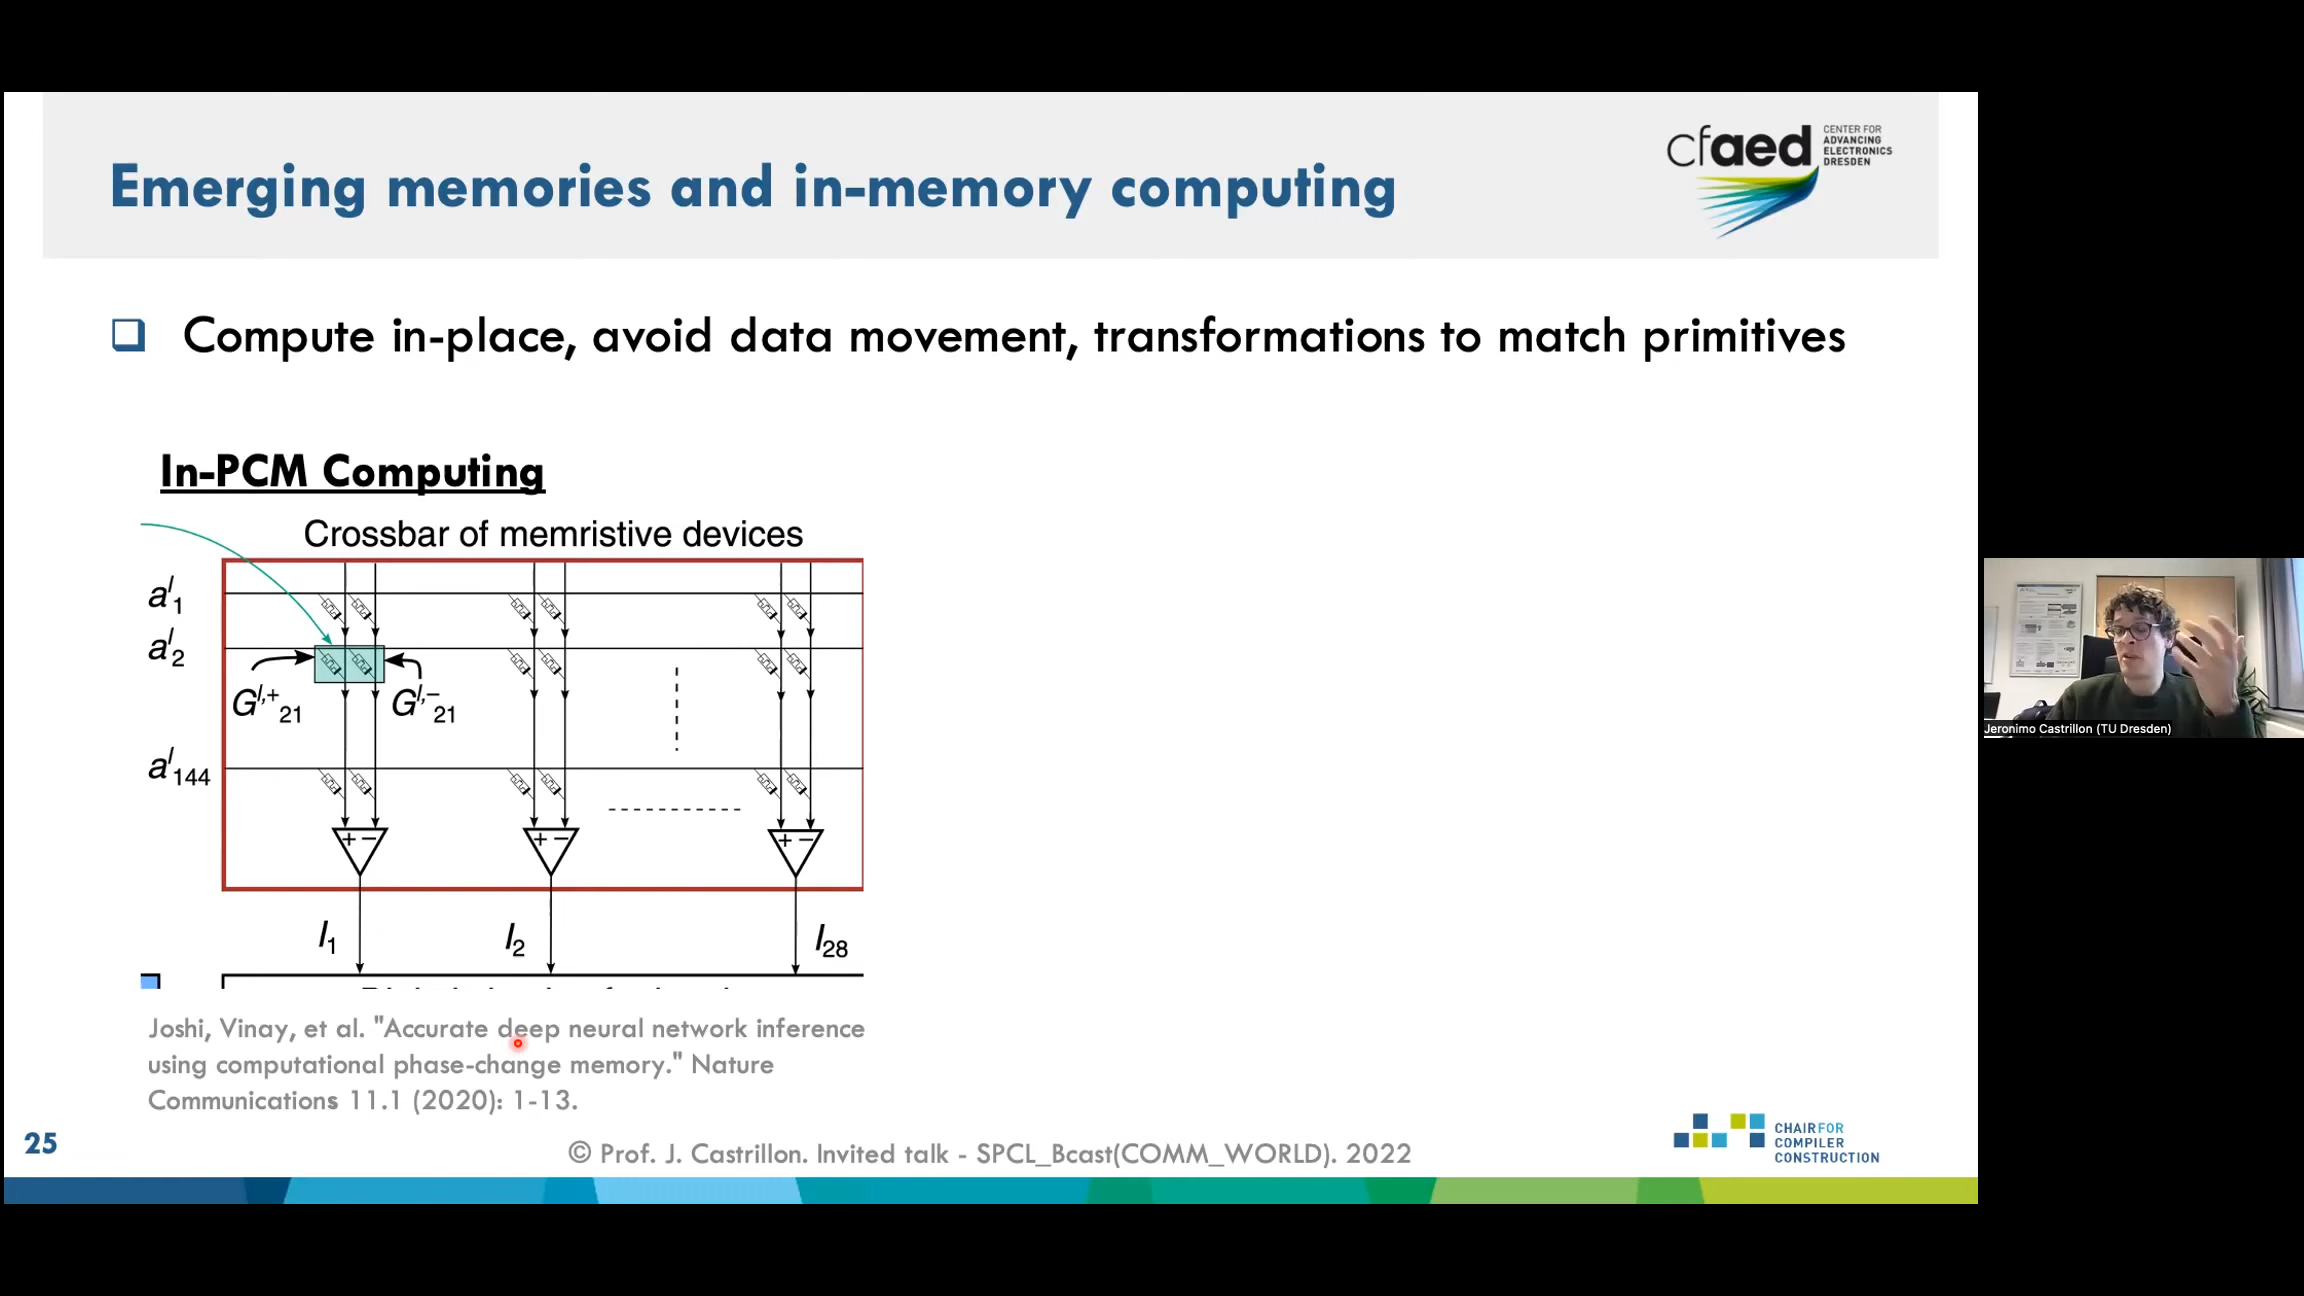 Emerging memories and in-memory computing
cfaed
CENTER FOR
ADVANCING
ELECTRONICS
DRESDEN
Compute in-place, avoid data movement, transformations to match primitives
In-PCM Computing
Crossbar of memristive devices
a^l_1
a^l_2
G^{l,+}_{21} G^{l,-}_{21}
a^l_{144}
+ − + − + −
I_1 I_2 I_{28}
Joshi, Vinay, et al. "Accurate deep neural network inference
using computational phase-change memory." Nature
Communications 11.1 (2020): 1-13.
25
© Prof. J. Castrillon. Invited talk - SPCL_Bcast(COMM_WORLD). 2022
CHAIR FOR
COMPILER
CONSTRUCTION
Jeronimo Castrillon (TU Dresden)